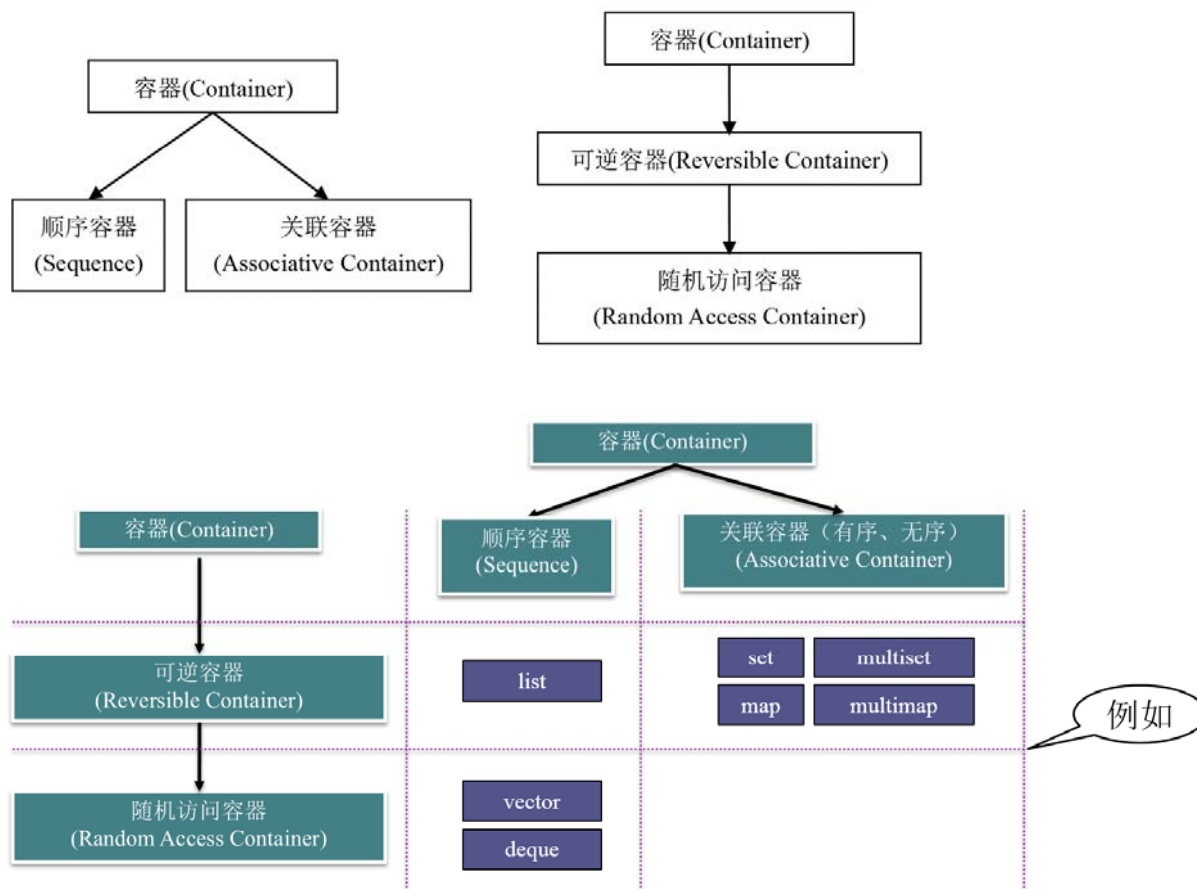 容器(Container)
顺序容器
(Sequence)
关联容器
(Associative Container)
容器(Container)
可逆容器(Reversible Container)
随机访问容器
(Random Access Container)
容器(Container)
容器(Container)
顺序容器
(Sequence)
关联容器（有序、无序）
(Associative Container)
可逆容器
(Reversible Container)
list
set
multiset
map
multimap
例如
随机访问容器
(Random Access Container)
vector
deque